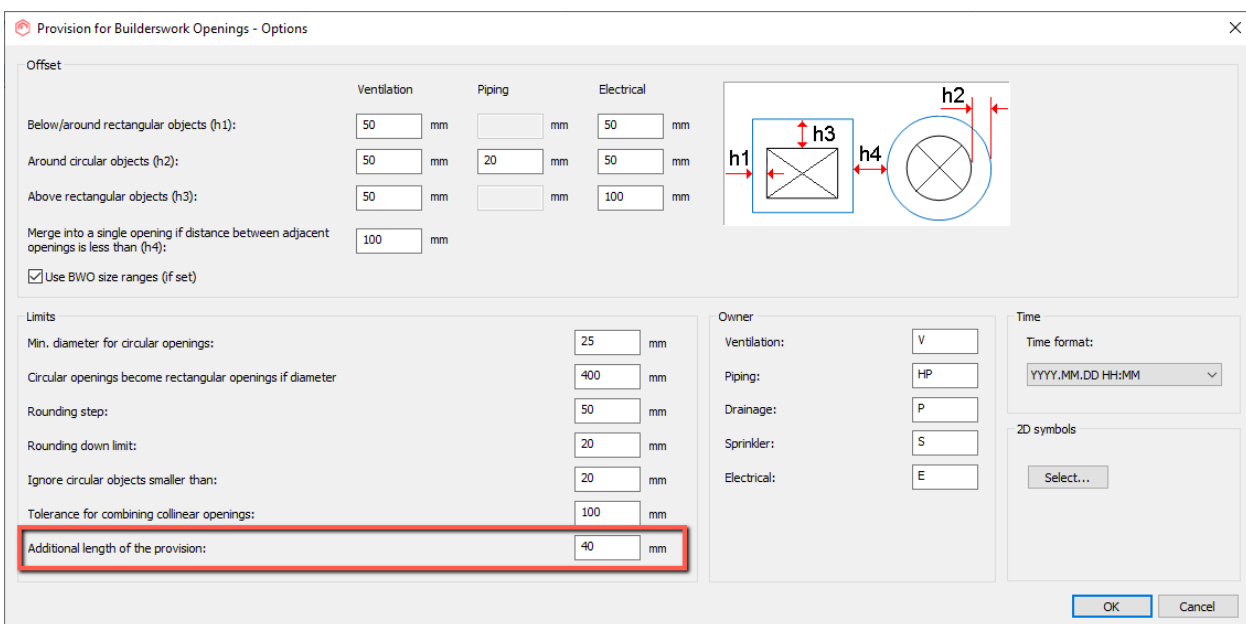 Provision for Builderswork Openings - Options
Offset
Ventilation Piping Electrical
Below/around rectangular objects (h1): 50 mm mm 50 mm
Around circular objects (h2): 50 mm 20 mm 50 mm
Above rectangular objects (h3): 50 mm mm 100 mm
Merge into a single opening if distance between adjacent
openings is less than (h4): 100 mm
Use BWO size ranges (if set)
h2
h3
h1
h4
Limits
Min. diameter for circular openings: 25 mm
Circular openings become rectangular openings if diameter 400 mm
Rounding step: 50 mm
Rounding down limit: 20 mm
Ignore circular objects smaller than: 20 mm
Tolerance for combining collinear openings: 100 mm
Additional length of the provision: 40 mm
Owner
Ventilation: V
Piping: HP
Drainage: P
Sprinkler: S
Electrical: E
Time
Time format:
YYYY.MM.DD HH:MM
2D symbols
Select...
OK Cancel